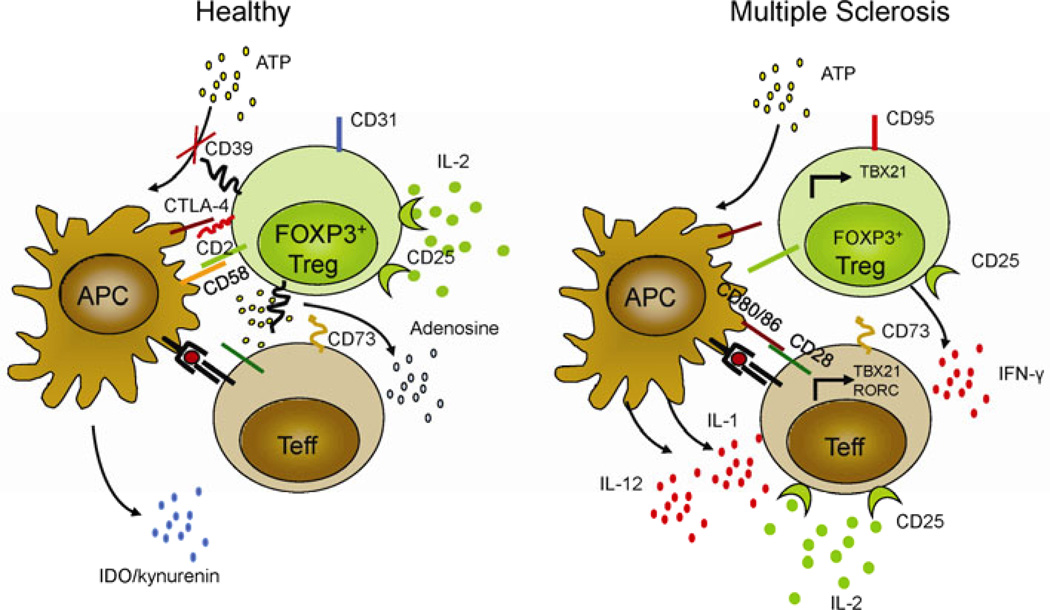 Healthy
ATP
CD39
CD31
IL-2
CTLA-4
CD2
CD58
FOXP3+
Treg
CD25
APC
CD73
Adenosine
Teff
IDO/kynurenin
Multiple Sclerosis
ATP
CD95
TBX21
FOXP3+
Treg
CD25
APC
CD80/86
CD28
CD73
IFN-γ
TBX21
RORC
IL-1
Teff
IL-12
CD25
IL-2